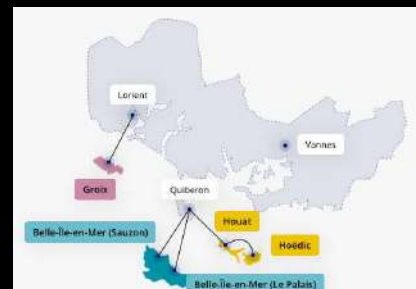 Lorient
Vannes
Groix
Quiberon
Houat
Belle-Île-en-Mer (Sauzon)
Hoëdic
Belle-Île-en-Mer (Le Palais)